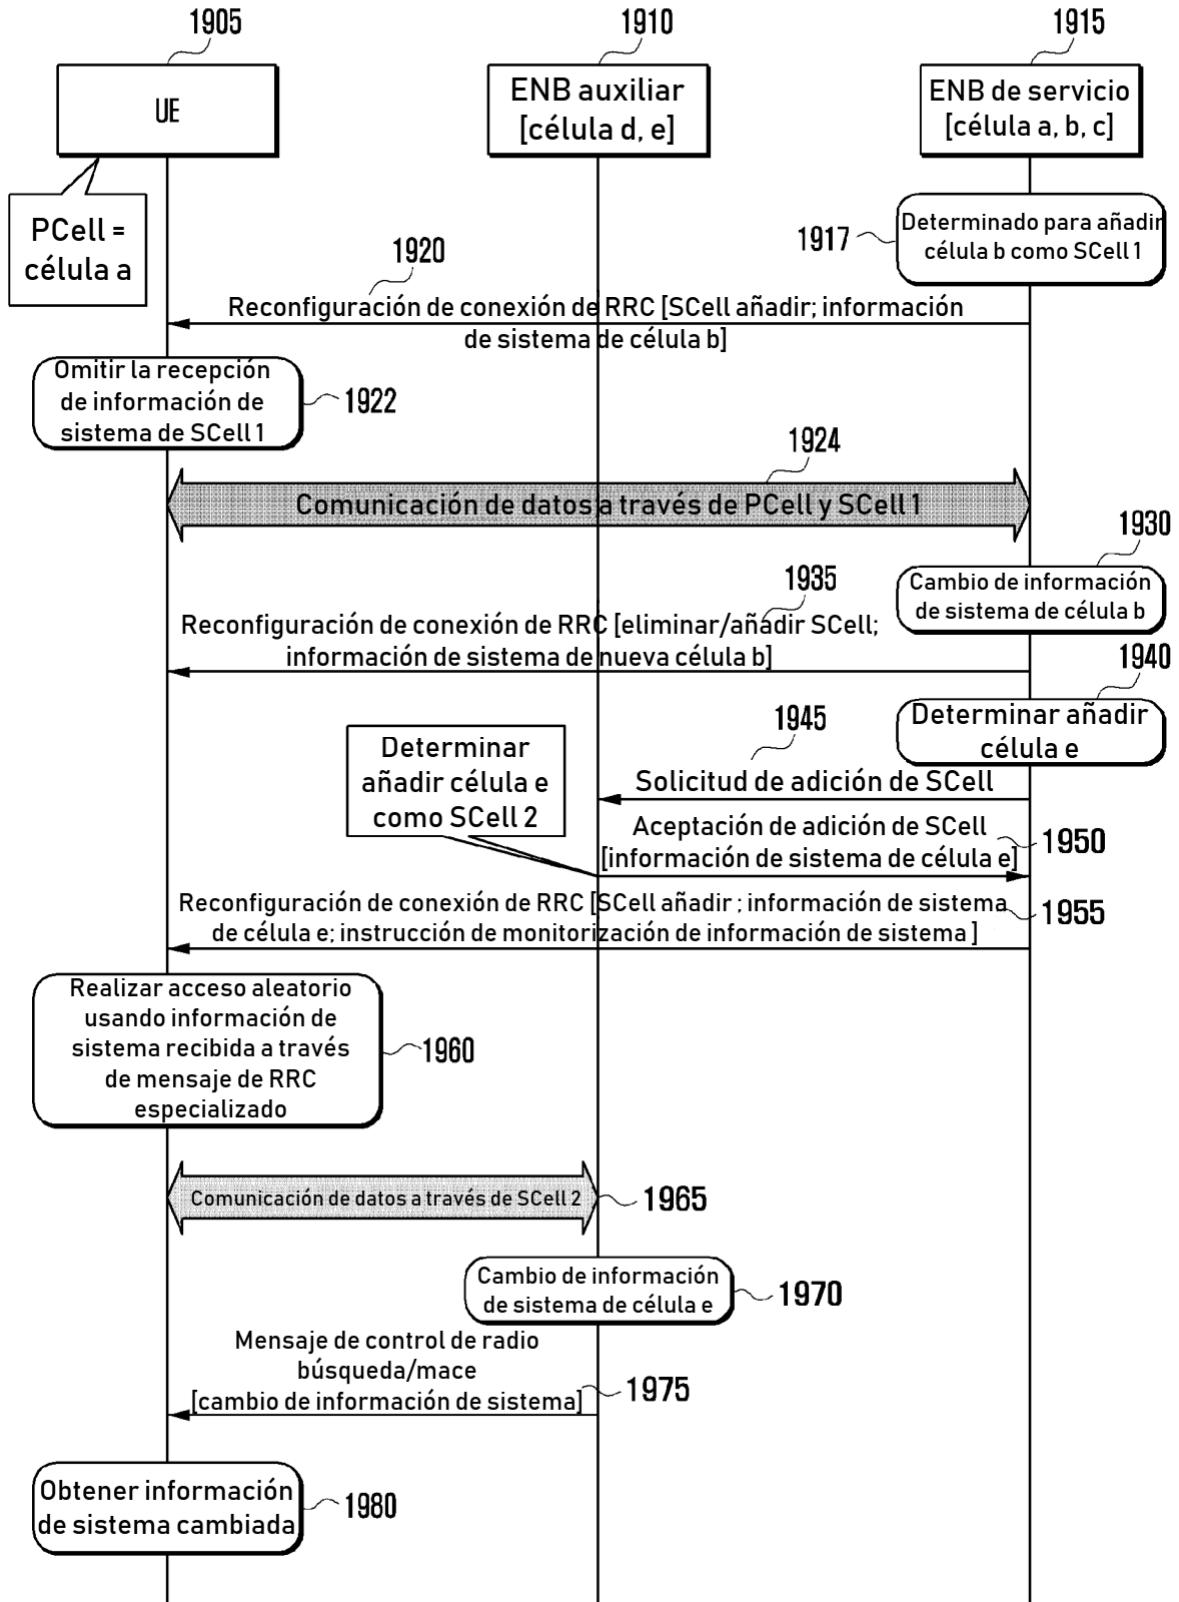 1905
1910
1915
UE
ENB auxiliar
[célula d, e]
ENB de servicio
[célula a, b, c]
PCell =
célula a
1917
Determinado para añadir
célula b como SCell 1
1920
Reconfiguración de conexión de RRC [SCell añadir; información
de sistema de célula b]
Omitir la recepción
de información de
sistema de SCell 1
1922
1924
Comunicación de datos a través de PCell y SCell 1
1930
Cambio de información
de sistema de célula b
1935
Reconfiguración de conexión de RRC [eliminar/añadir SCell;
información de sistema de nueva célula b]
1940
Determinar añadir
célula e
1945
Determinar
añadir célula e
como SCell 2
Solicitud de adición de SCell
Aceptación de adición de SCell
[información de sistema de célula e]
1950
Reconfiguración de conexión de RRC [SCell añadir ; información de sistema
de célula e; instrucción de monitorización de información de sistema ]
1955
Realizar acceso aleatorio
usando información de
sistema recibida a través
de mensaje de RRC
especializado
1960
Comunicación de datos a través de SCell 2
1965
Cambio de información
de sistema de célula e
1970
Mensaje de control de radio
búsqueda/mace
[cambio de información de sistema]
1975
Obtener información
de sistema cambiada
1980